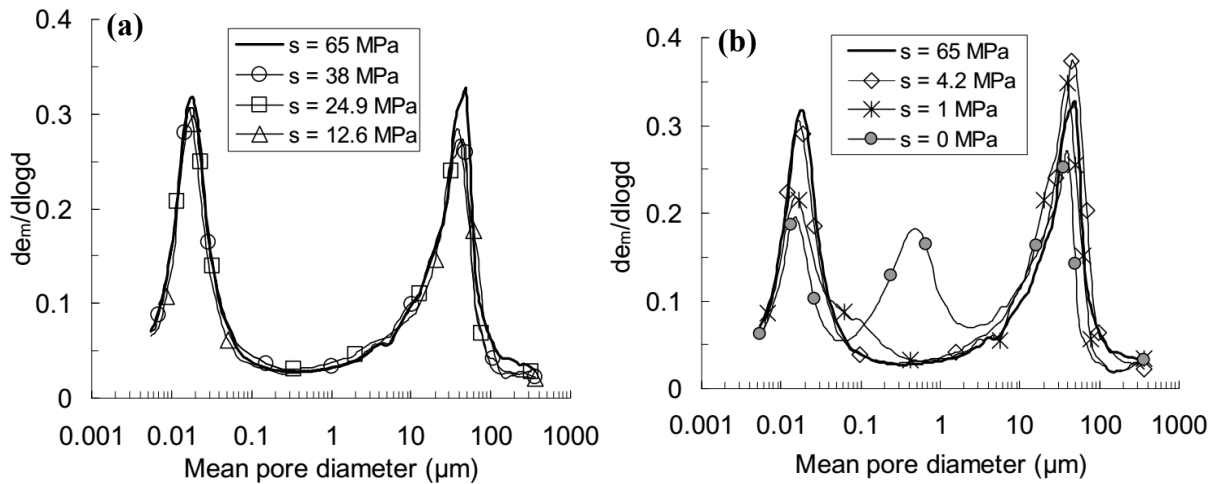 (a)
s = 65 MPa
s = 38 MPa
s = 24.9 MPa
s = 12.6 MPa
0.4
0.3
0.2
0.1
0
de_m/dlogd
0.001 0.01 0.1 1 10 100 1000
Mean pore diameter (µm)
(b)
s = 65 MPa
s = 4.2 MPa
s = 1 MPa
s = 0 MPa
0.4
0.3
0.2
0.1
0
de_m/dlogd
0.001 0.01 0.1 1 10 100 1000
Mean pore diameter (µm)